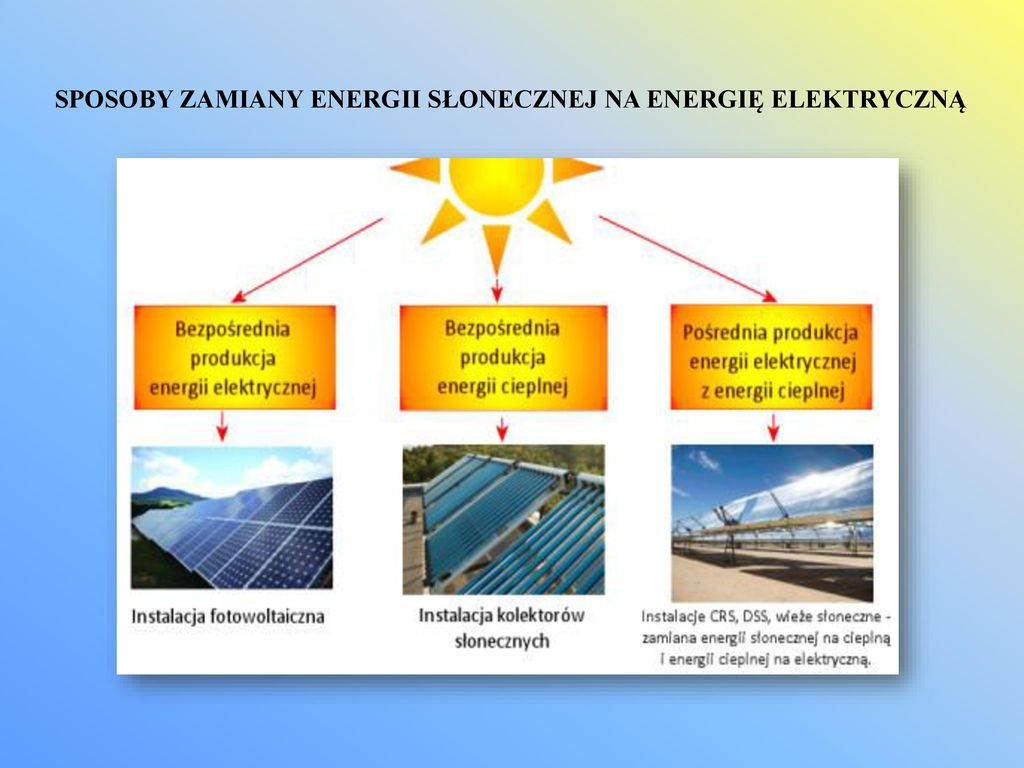 SPOSOBY ZAMIANY ENERGII SŁONECZNEJ NA ENERGIĘ ELEKTRYCZNĄ
Bezpośrednia
produkcja
energii elektrycznej
Bezpośrednia
produkcja
energii cieplnej
Pośrednia produkcja
energii elektrycznej
z energii cieplnej
Instalacja fotowoltaiczna
Instalacja kolektorów
słonecznych
Instalacje CRS, DSS, wieże słoneczne -
zamiana energii słonecznej na cieplną
i energii cieplnej na elektryczną.